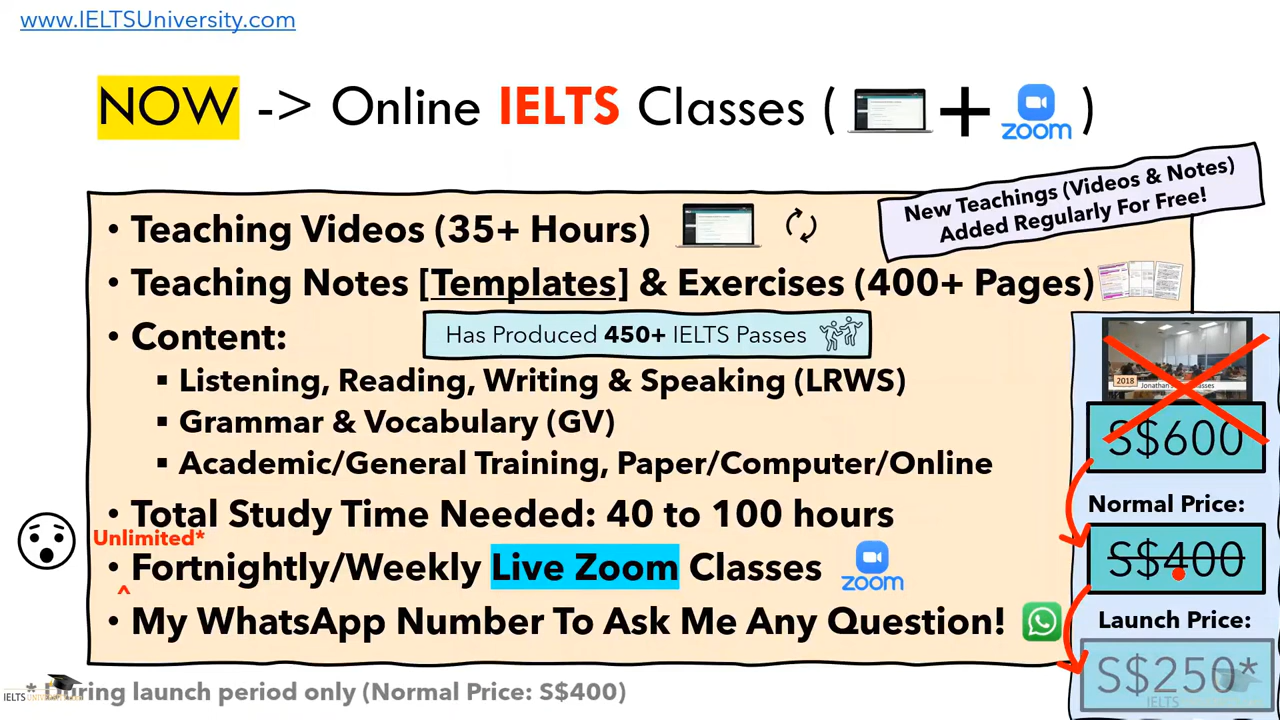 www.IELTSUniversity.com
NOW -> Online IELTS Classes ( + zoom )
New Teachings (Videos & Notes)
Added Regularly For Free!
• Teaching Videos (35+ Hours)
• Teaching Notes [Templates] & Exercises (400+ Pages)
• Content:
Has Produced 450+ IELTS Passes
▪ Listening, Reading, Writing & Speaking (LRWS)
▪ Grammar & Vocabulary (GV)
▪ Academic/General Training, Paper/Computer/Online
• Total Study Time Needed: 40 to 100 hours
Unlimited*
• Fortnightly/Weekly Live Zoom Classes
^
zoom
• My WhatsApp Number To Ask Me Any Question!
2018
S$600
Normal Price:
S$400
Launch Price:
S$250*
* During launch period only (Normal Price: S$400)
IELTS
IELTS